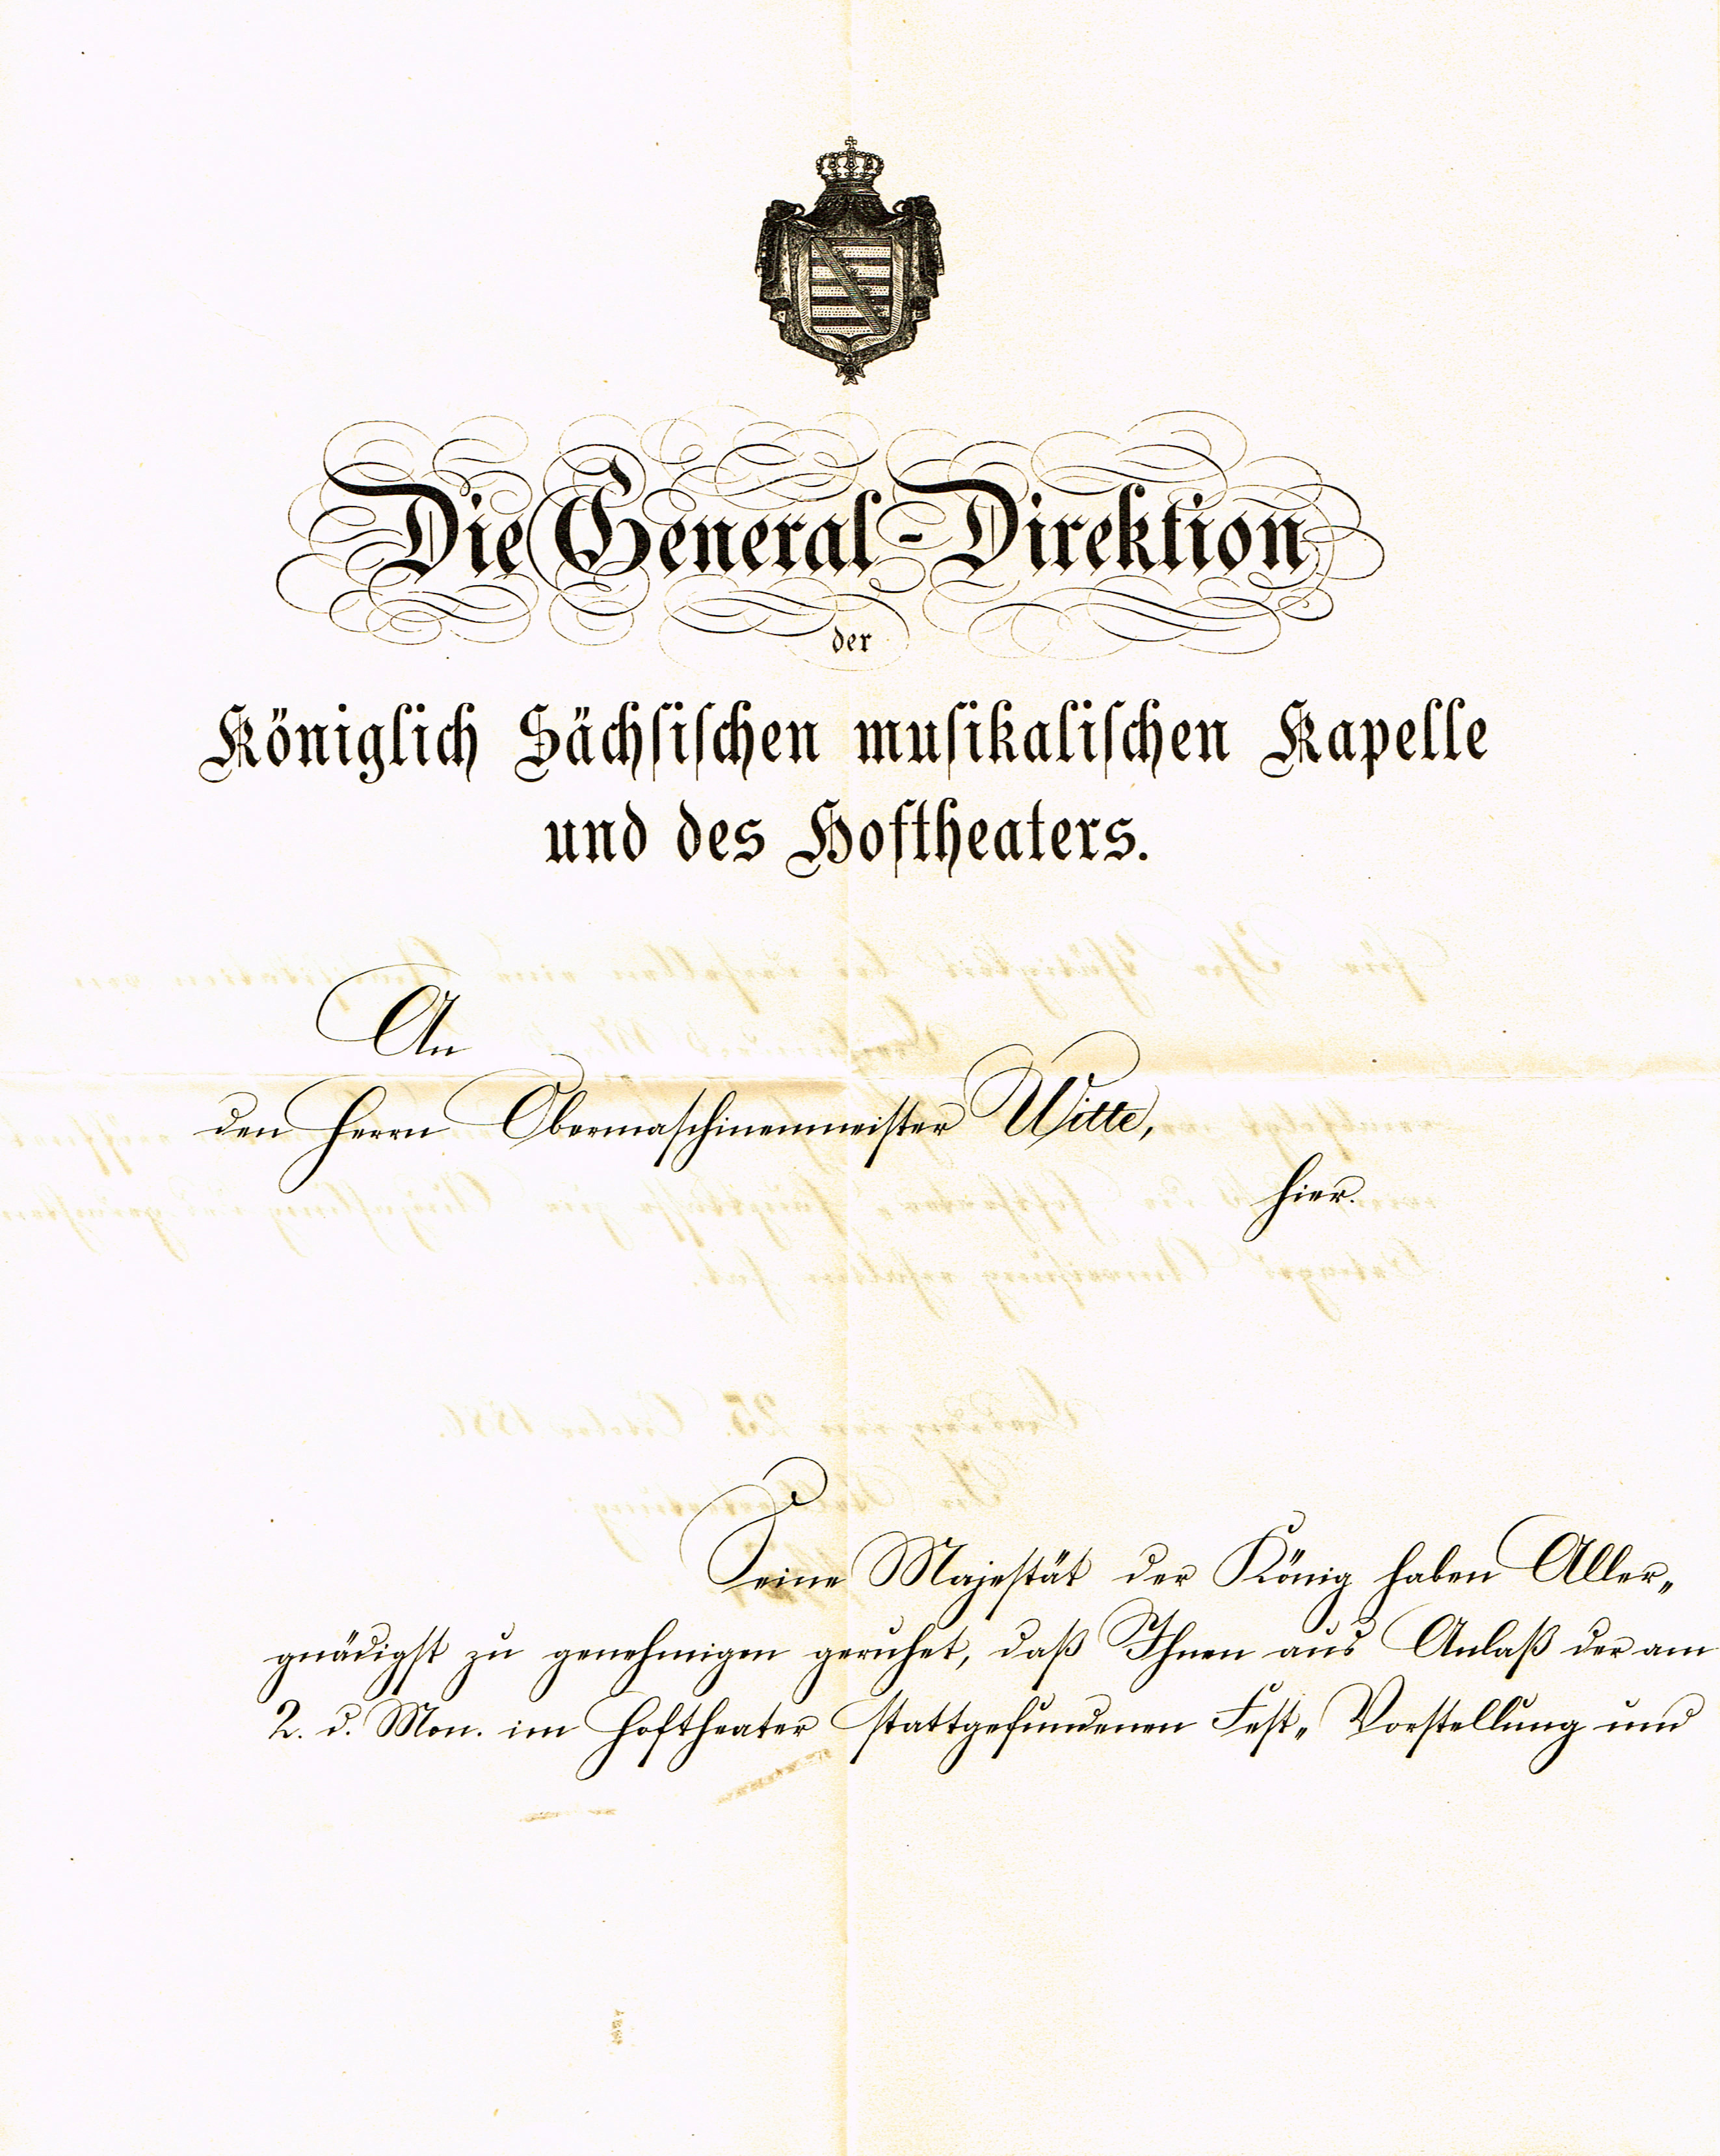 Die General-Direktion
der
Königlich Sächsischen musikalischen Kapelle
und des Hoftheaters.
An
den Herrn Obermaschinenmeister Witte,
hier.
Seine Majestät der König haben Aller„
gnädigst zu genehmigen geruhet, daß Ihnen aus Anlaß der am
2. d. Mon. im Hoftheater stattgefundenen Fest„ Vorstellung und